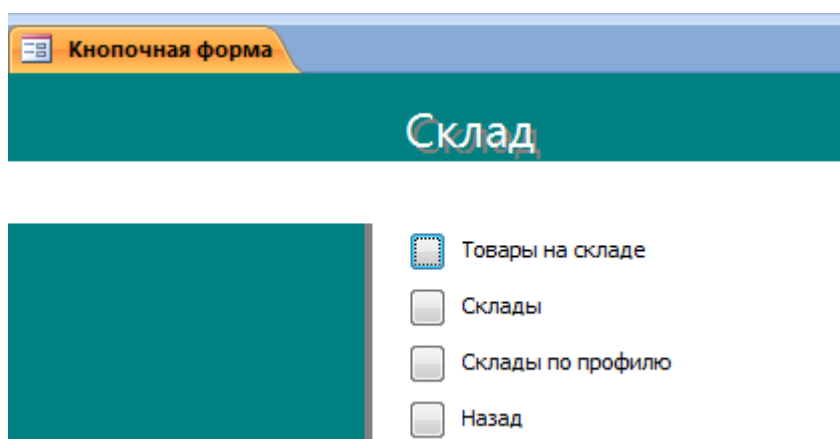 Кнопочная форма
Склад
Товары на складе
Склады
Склады по профилю
Назад